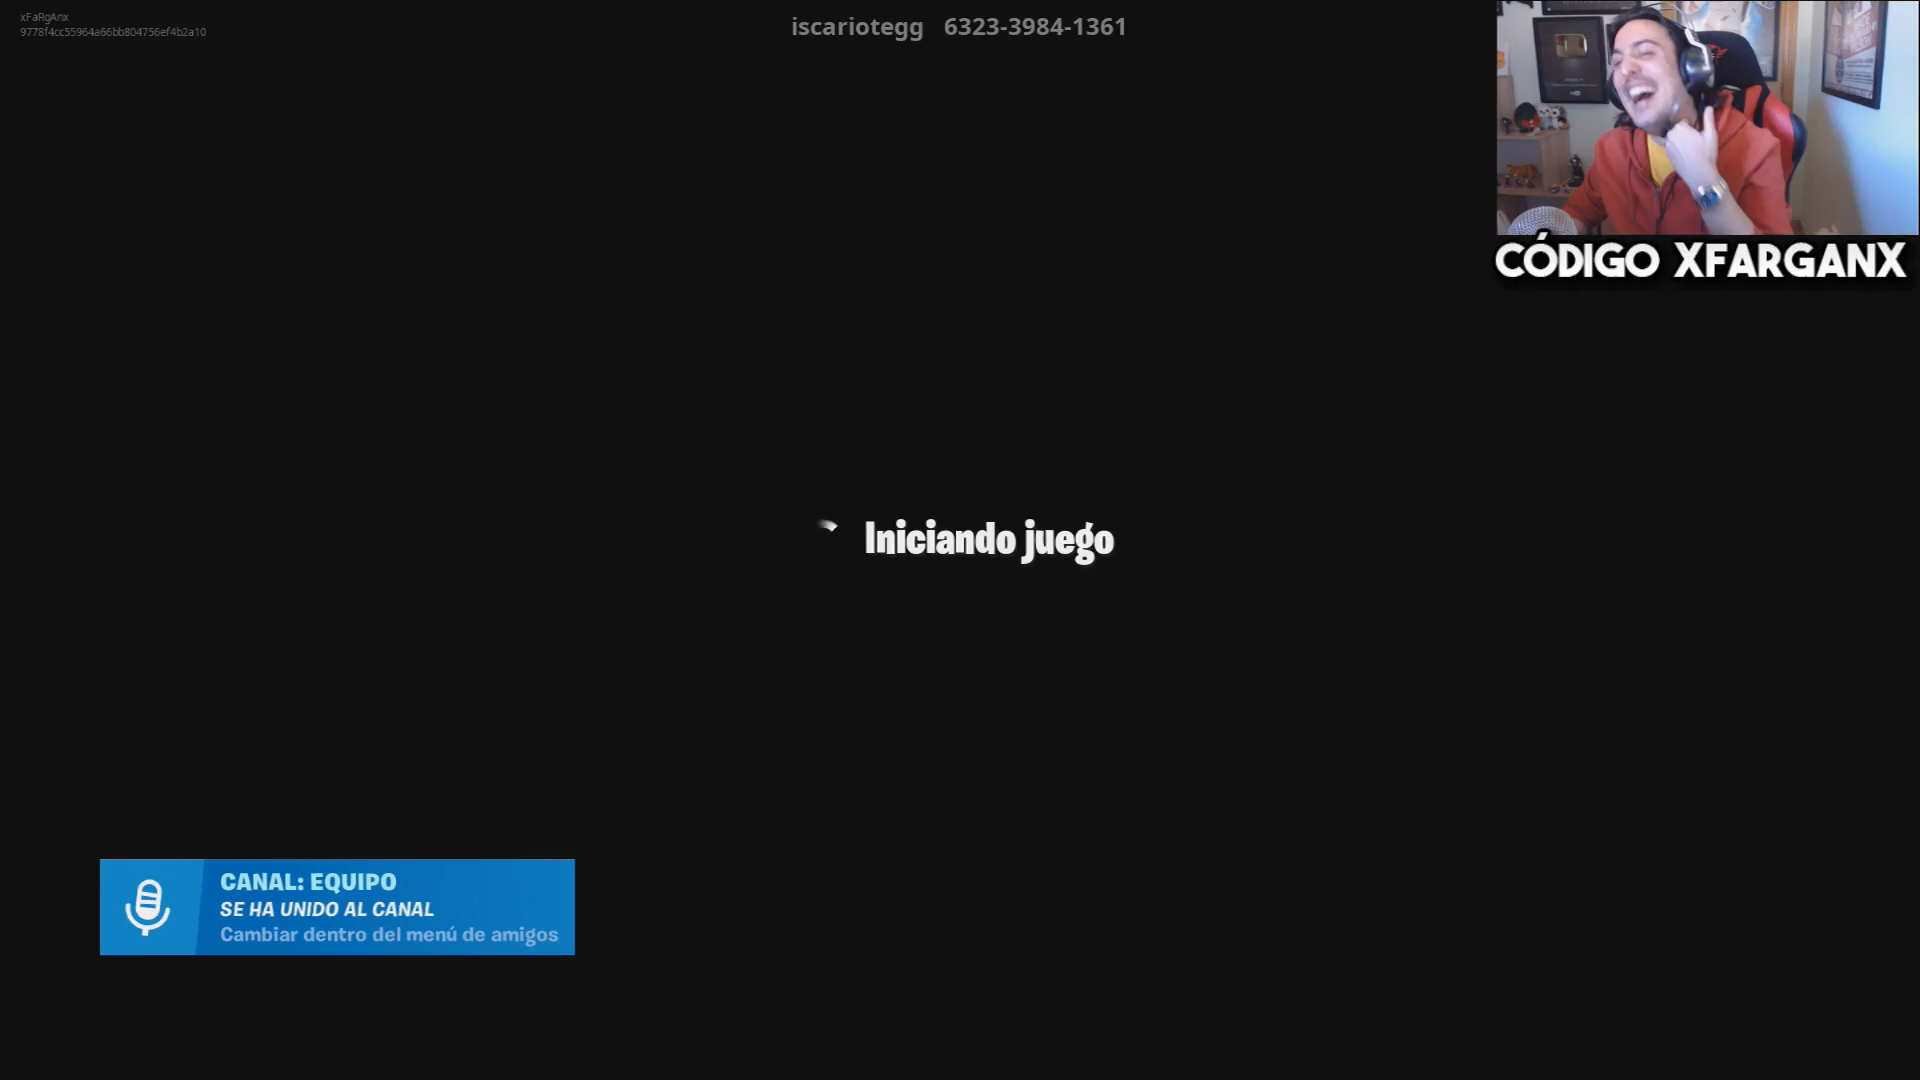 xFaRgAnx
9778f4cc55964a66bb804756ef4b2a10
iscariotegg 6323-3984-1361
CÓDIGO XFARGANX
Iniciando juego
CANAL: EQUIPO
SE HA UNIDO AL CANAL
Cambiar dentro del menú de amigos